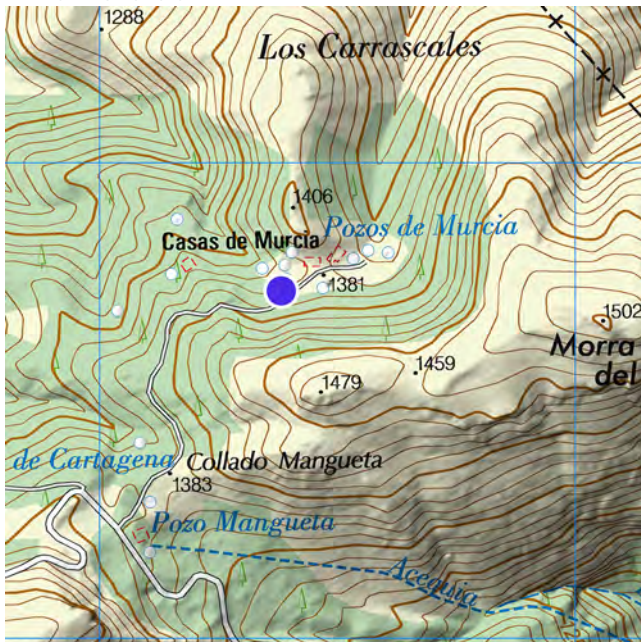 1288
Los Carrascales
1406
Pozos de Murcia
Casas de Murcia
1381
1502
Morra
del
1459
1479
de Cartagena
Collado Mangueta
1383
Pozo Mangueta
Acequia